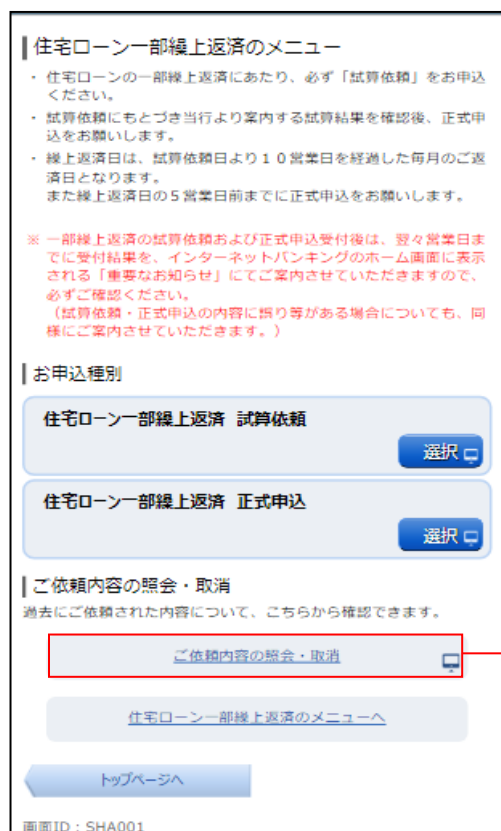 住宅ローン一部繰上返済のメニュー
・ 住宅ローンの一部繰上返済にあたり、必ず「試算依頼」をお申込
ください。
・ 試算依頼にもとづき当行より案内する試算結果を確認後、正式申
込をお願いします。
・ 繰上返済日は、試算依頼日より１０営業日を経過した毎月のご返
済日となります。
また繰上返済日の５営業日前までに正式申込をお願いします。
※ 一部繰上返済の試算依頼および正式申込受付後は、翌々営業日ま
でに受付結果を、インターネットバンキングのホーム画面に表示
される「重要なお知らせ」にてご案内させていただきますので、
必ずご確認ください。
（試算依頼・正式申込の内容に誤り等がある場合についても、同
様にご案内させていただきます。）
お申込種別
住宅ローン一部繰上返済 試算依頼
選択
住宅ローン一部繰上返済 正式申込
選択
ご依頼内容の照会・取消
過去にご依頼された内容について、こちらから確認できます。
ご依頼内容の照会・取消
住宅ローン一部繰上返済のメニューへ
トップページへ
画面ID：SHA001